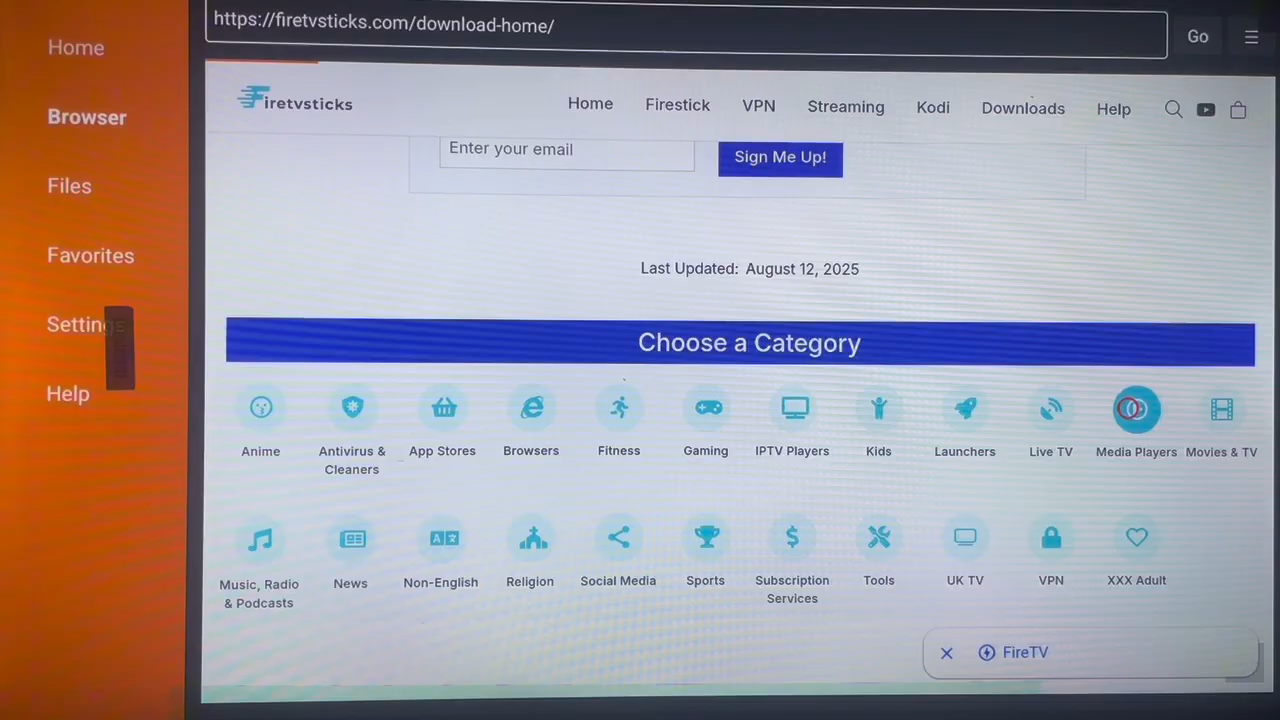 https://firetvsticks.com/download-home/
Go
Home
Browser
Files
Favorites
Settings
Help
Firetvsticks
Home Firestick VPN Streaming Kodi Downloads Help
Enter your email
Sign Me Up!
Last Updated: August 12, 2025
Choose a Category
Anime
Antivirus &
Cleaners
App Stores
Browsers
Fitness
Gaming
IPTV Players
Kids
Launchers
Live TV
Media Players
Movies & TV
Music, Radio
& Podcasts
News
Non-English
Religion
Social Media
Sports
Subscription
Services
Tools
UK TV
VPN
XXX Adult
FireTV